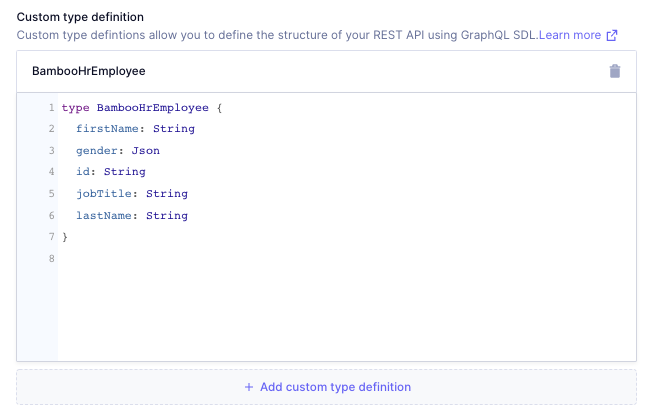 Custom type definition
Custom type defintions allow you to define the structure of your REST API using GraphQL SDL.Learn more
BambooHrEmployee
1 type BambooHrEmployee {
2 firstName: String
3 gender: Json
4 id: String
5 jobTitle: String
6 lastName: String
7 }
8
+ Add custom type definition